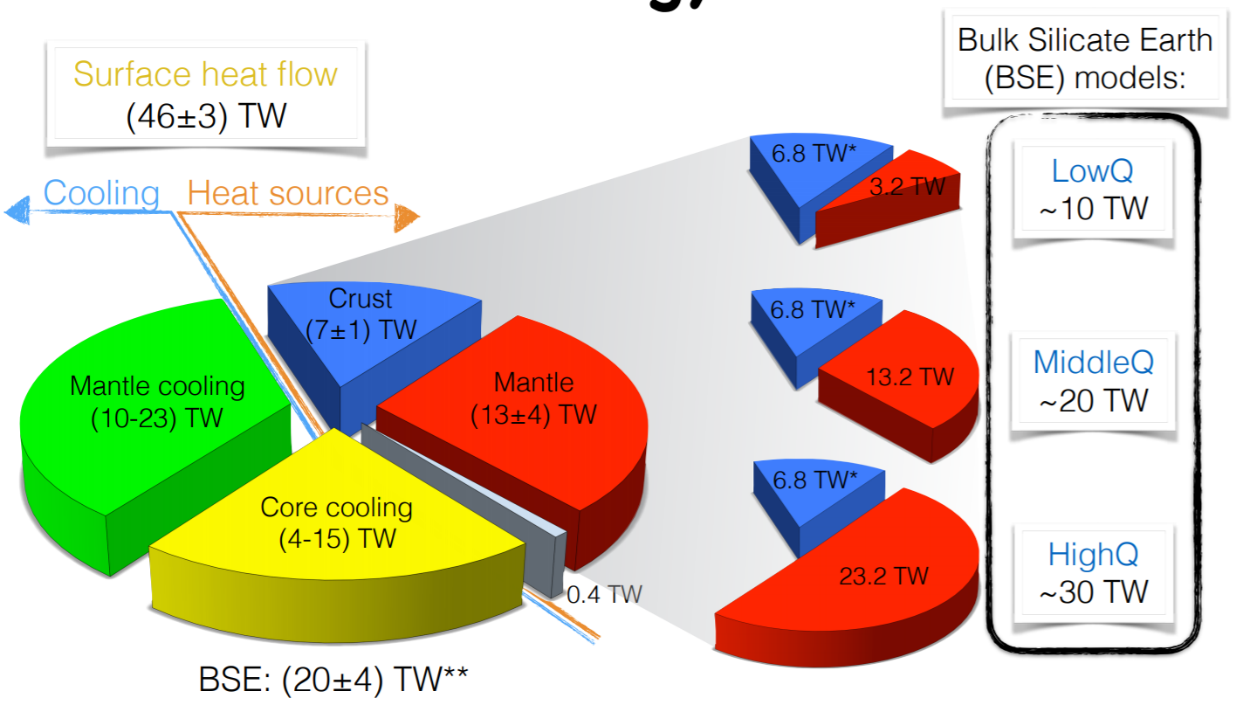 Surface heat flow
(46±3) TW
Cooling
Heat sources
Crust
(7±1) TW
Mantle
(13±4) TW
Mantle cooling
(10-23) TW
Core cooling
(4-15) TW
0.4 TW
BSE: (20±4) TW**
6.8 TW*
3.2 TW
6.8 TW*
13.2 TW
6.8 TW*
23.2 TW
Bulk Silicate Earth
(BSE) models:
LowQ
~10 TW
MiddleQ
~20 TW
HighQ
~30 TW